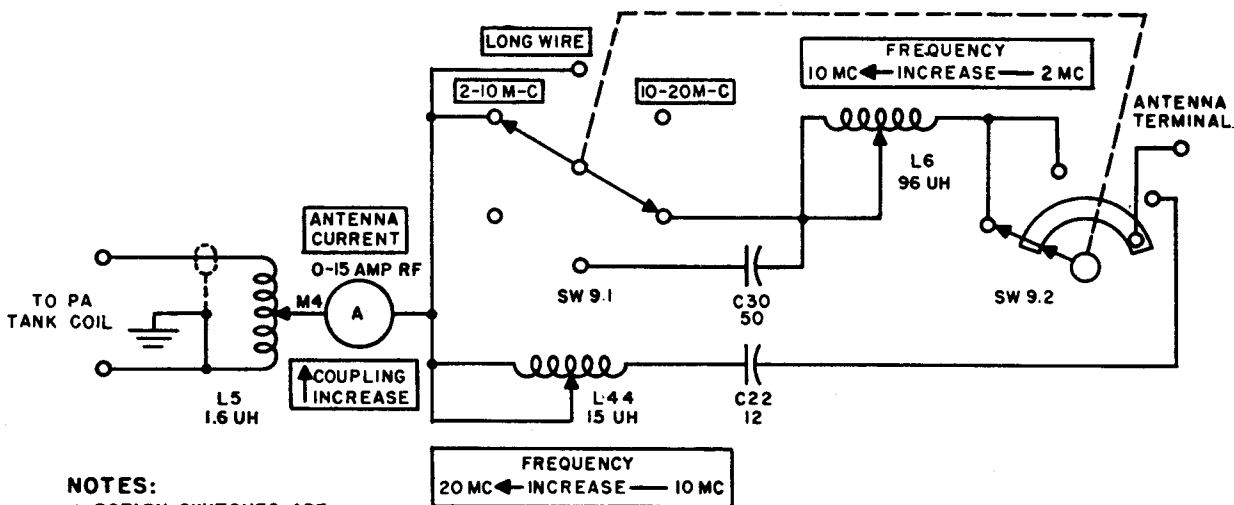 LONG WIRE
2-10 M-C
10-20M-C
FREQUENCY
10 MC INCREASE 2 MC
ANTENNA
TERMINAL
L6
96 UH
ANTENNA
CURRENT
0-15 AMP RF
M4
A
TO PA
TANK COIL
SW 9.1
C30
50
SW 9.2
COUPLING
INCREASE
L5
1.6 UH
L44
15 UH
C22
12
FREQUENCY
20 MC INCREASE 10 MC
NOTES: